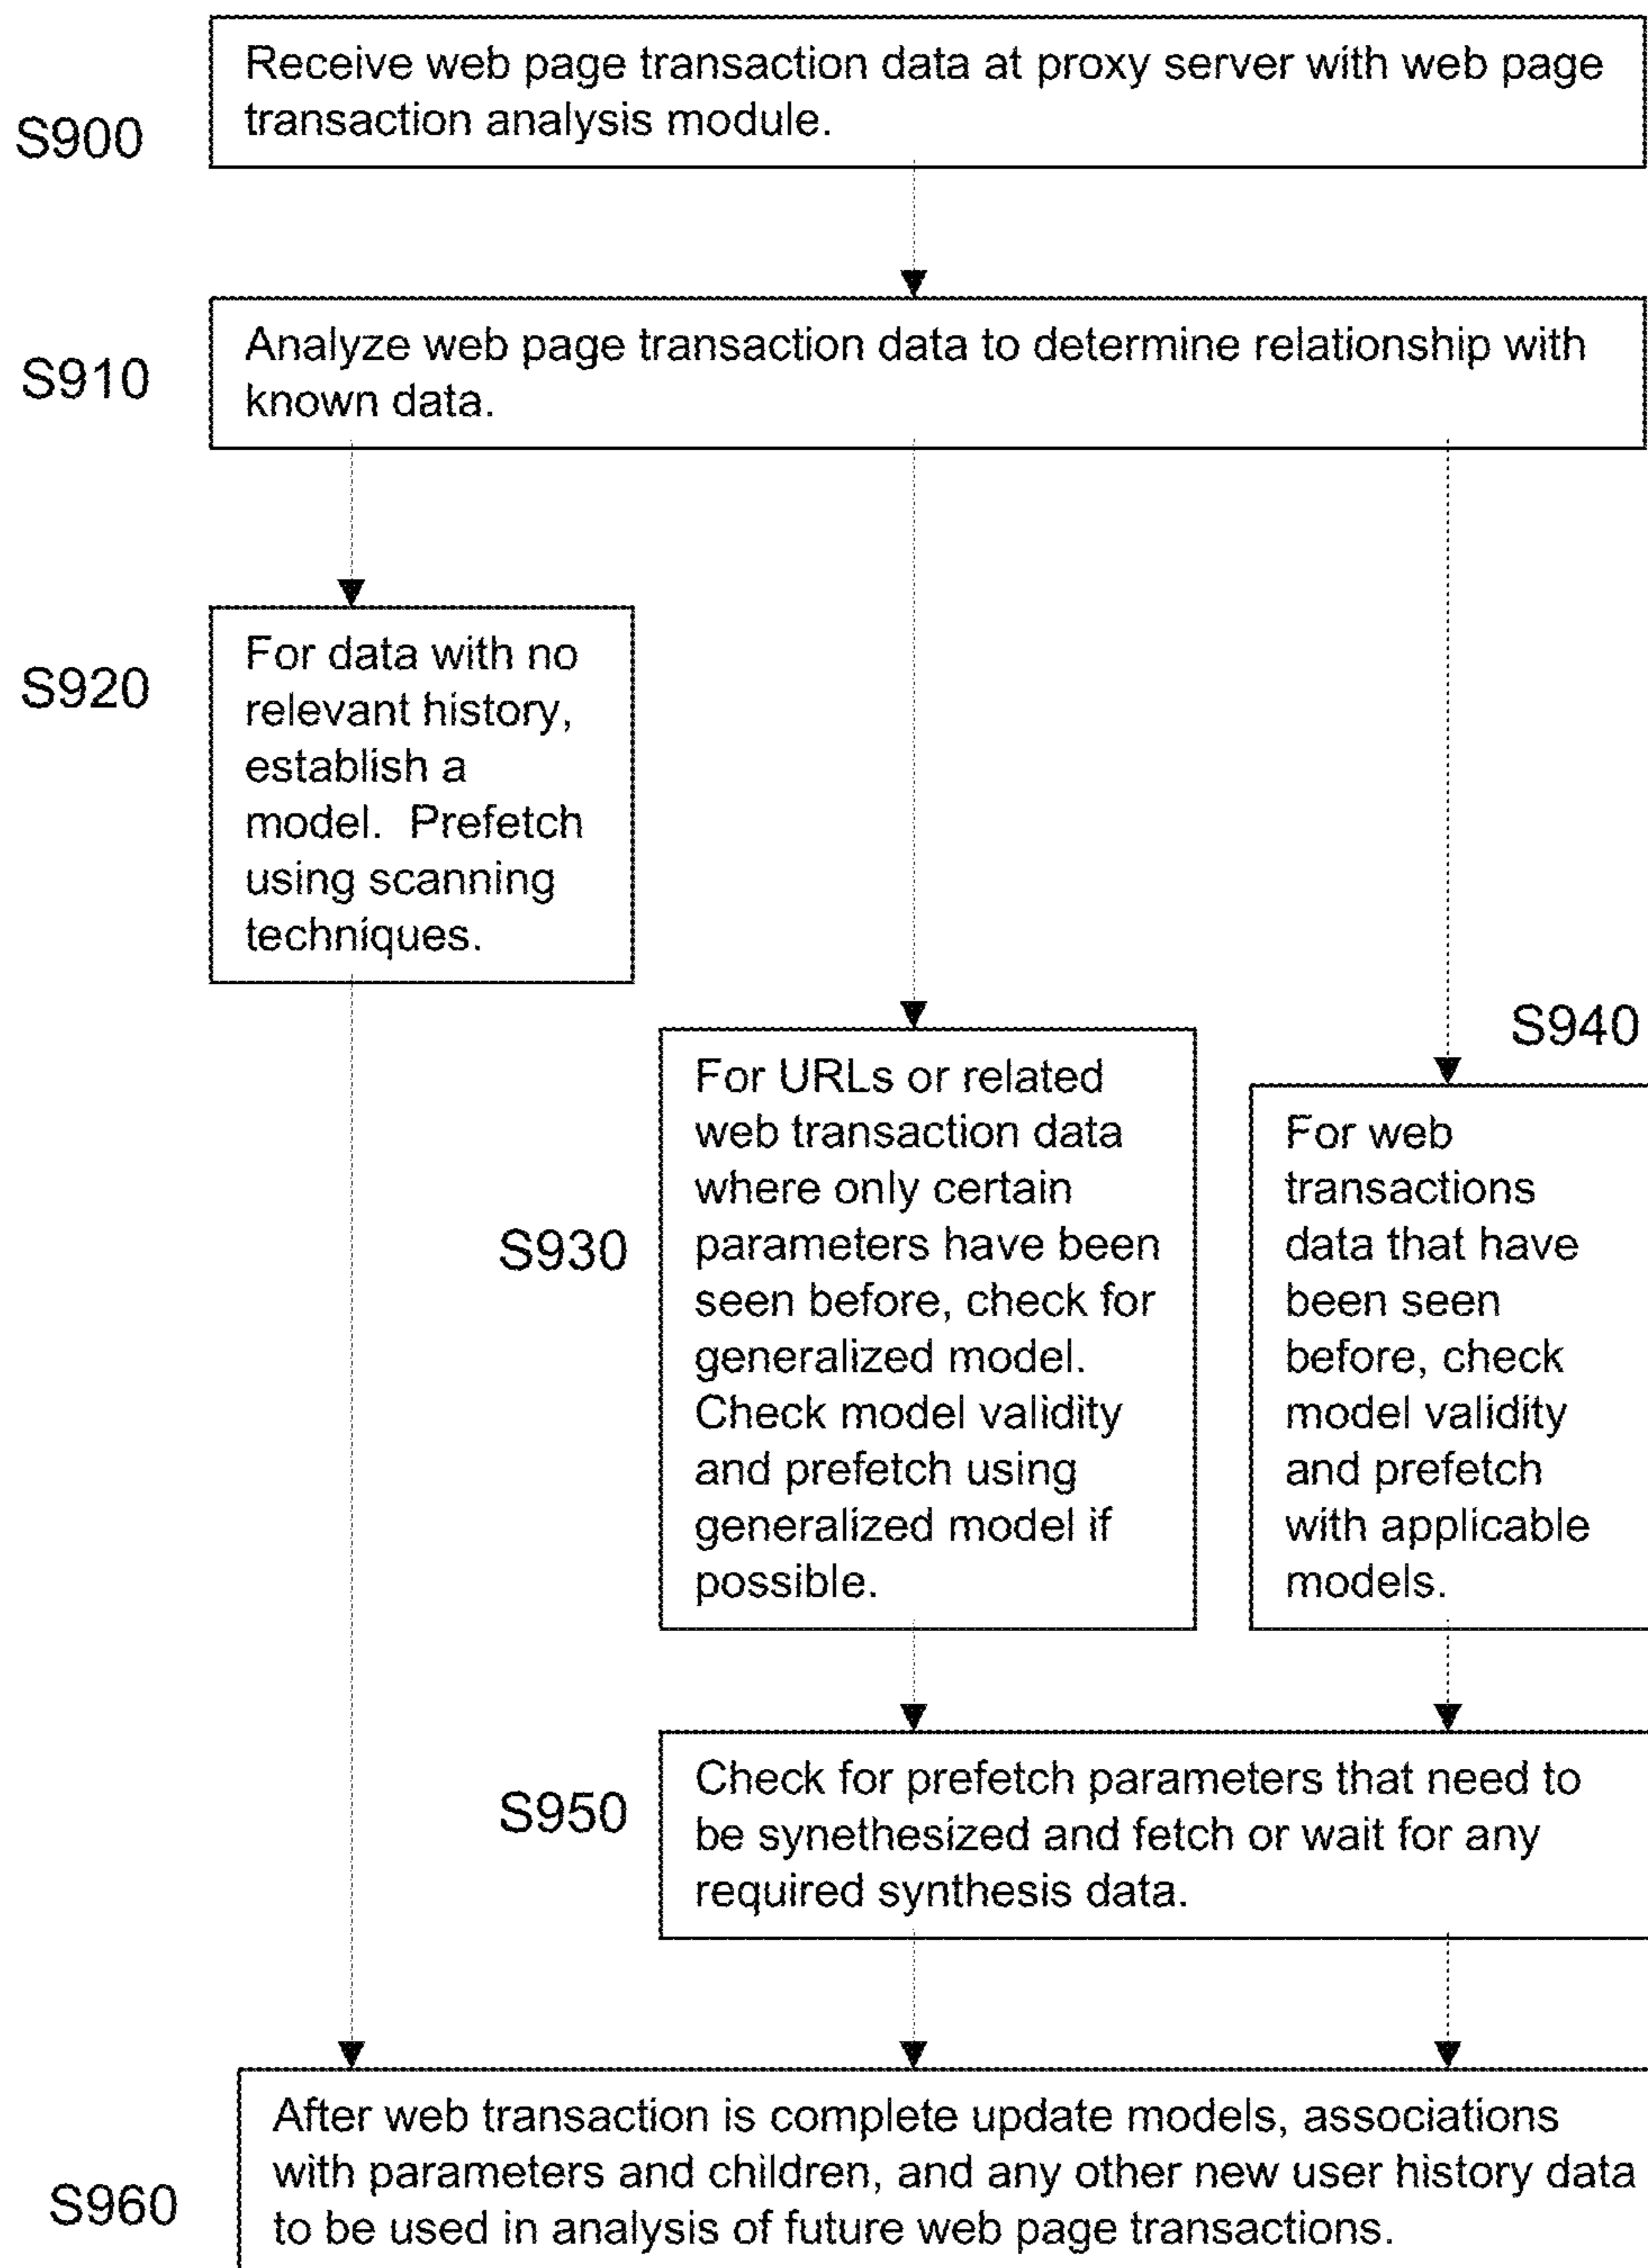 S900
Receive web page transaction data at proxy server with web page
transaction analysis module.
S910
Analyze web page transaction data to determine relationship with
known data.
S920
For data with no
relevant history,
establish a
model. Prefetch
using scanning
techniques.
S930
For URLs or related
web transaction data
where only certain
parameters have been
seen before, check for
generalized model.
Check model validity
and prefetch using
generalized model if
possible.
S940
For web
transactions
data that have
been seen
before, check
model validity
and prefetch
with applicable
models.
S950
Check for prefetch parameters that need to
be synethesized and fetch or wait for any
required synthesis data.
S960
After web transaction is complete update models, associations
with parameters and children, and any other new user history data
to be used in analysis of future web page transactions.